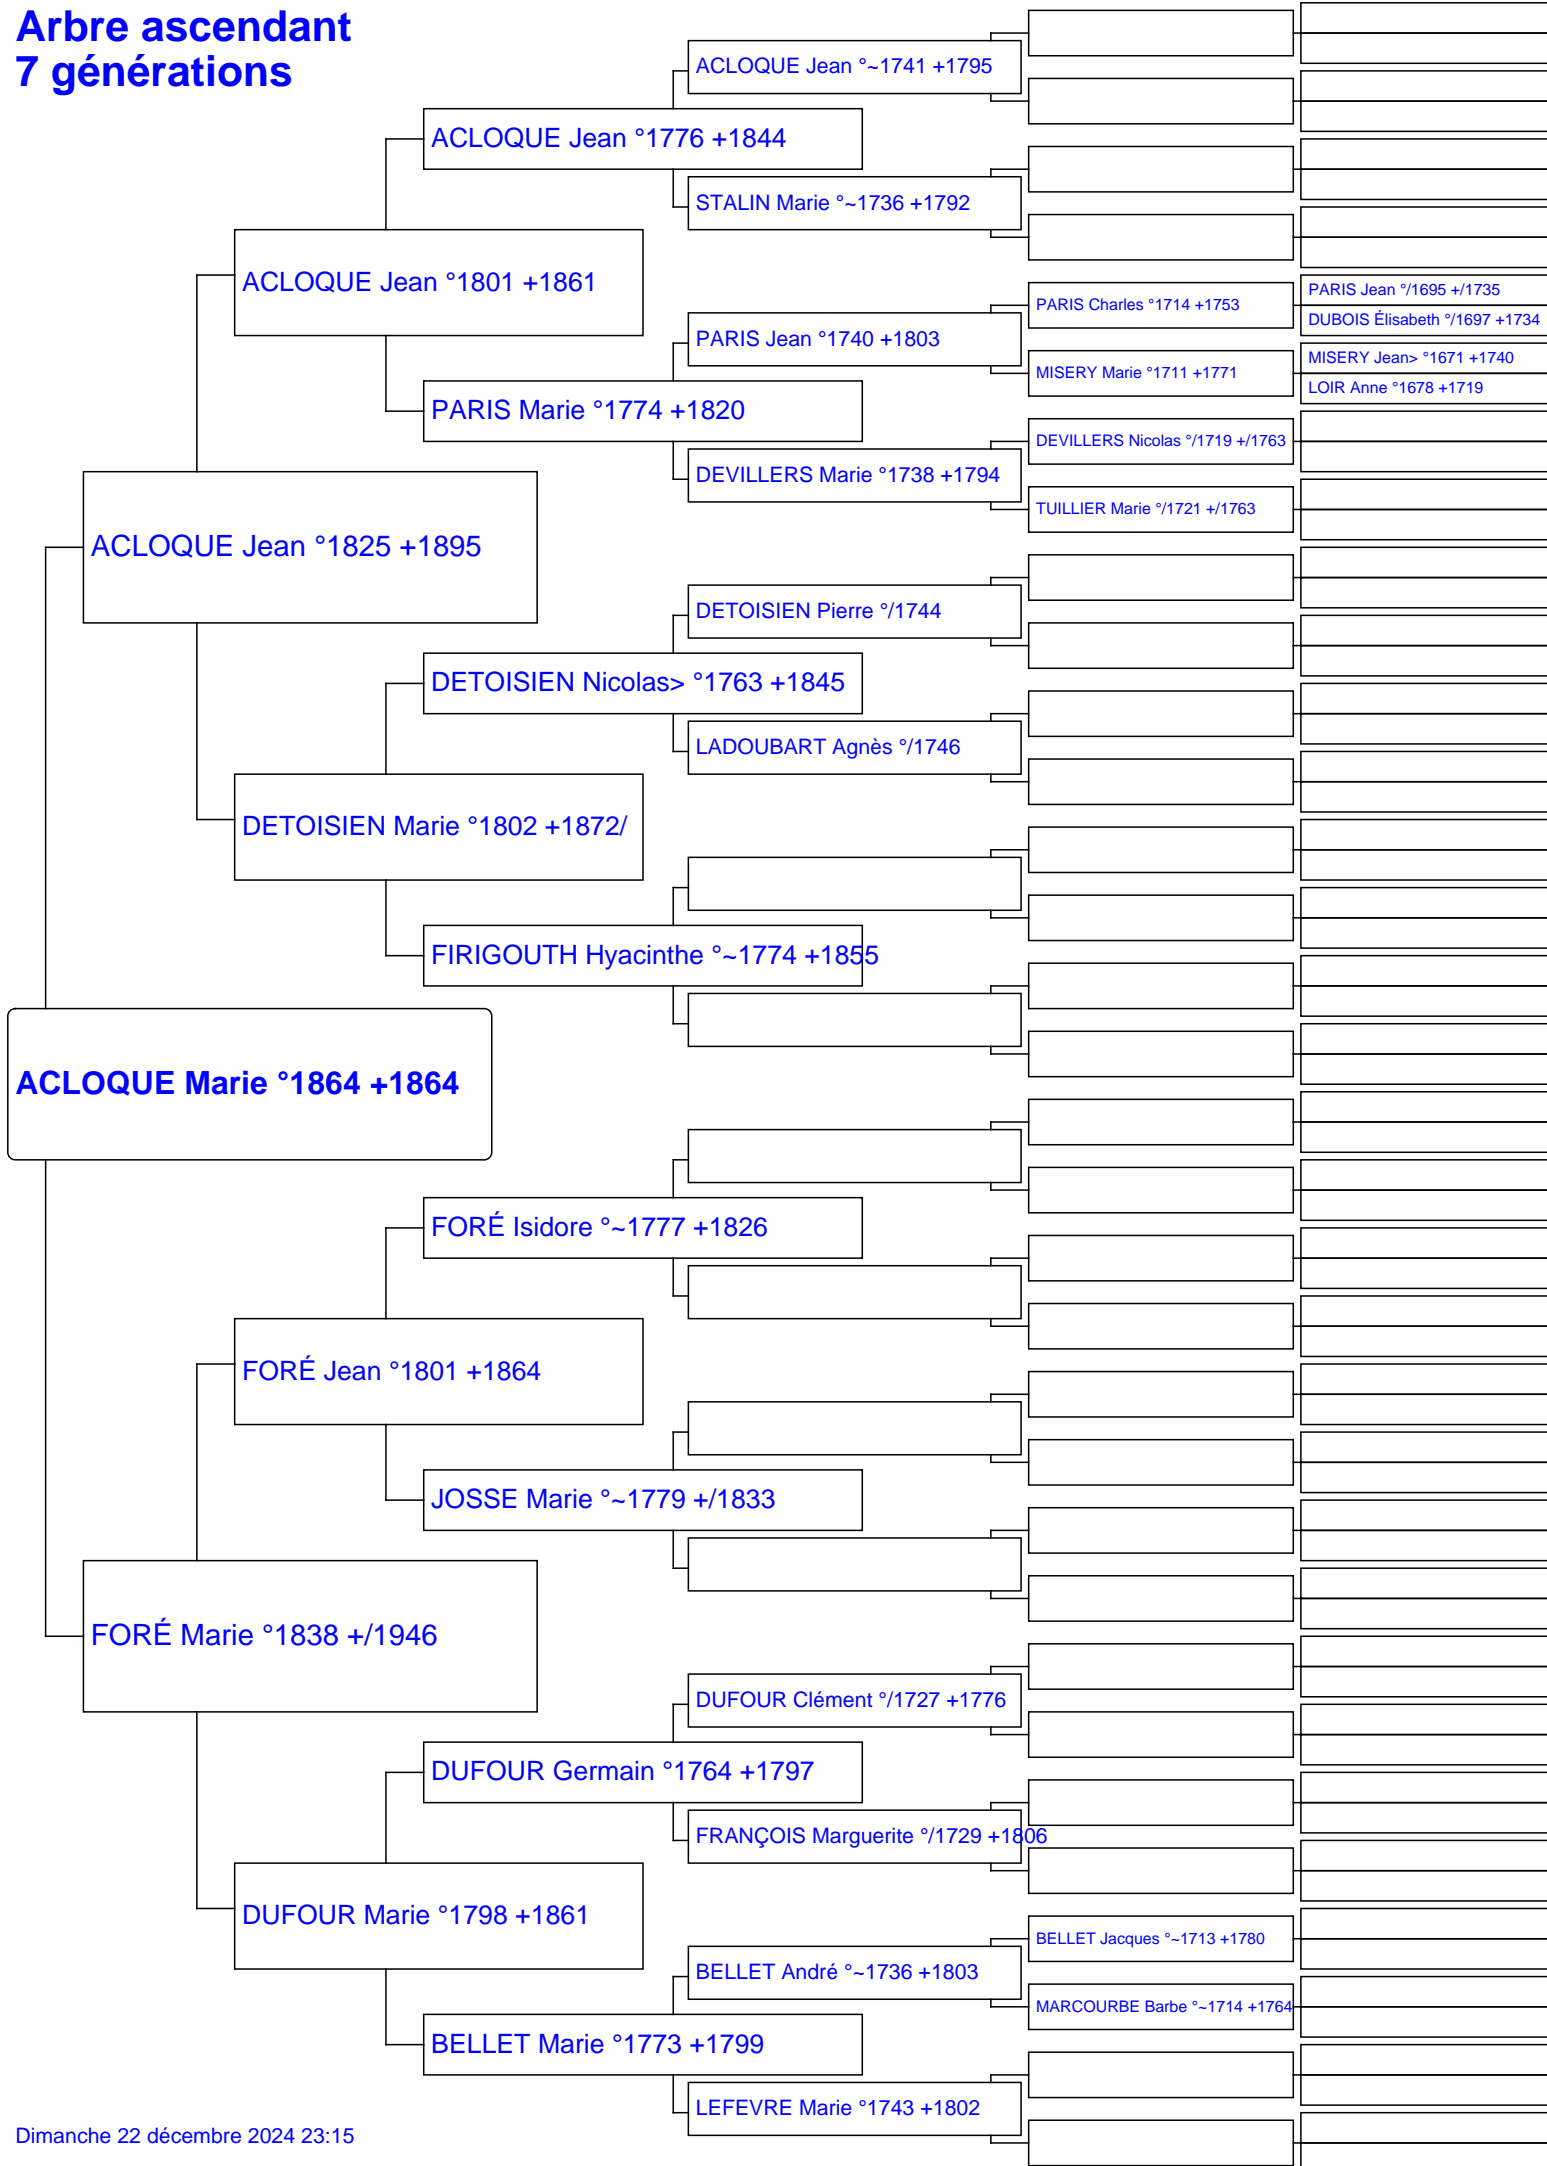 Arbre ascendant
7 générations
ACLOQUE Jean °~1741 +1795
ACLOQUE Jean °1776 +1844
STALIN Marie °~1736 +1792
ACLOQUE Jean °1801 +1861
PARIS Jean °/1695 +/1735
PARIS Charles °1714 +1753
DUBOIS Élisabeth °/1697 +1734
PARIS Jean °1740 +1803
MISERY Jean> °1671 +1740
MISERY Marie °1711 +1771
LOIR Anne °1678 +1719
PARIS Marie °1774 +1820
DEVILLERS Nicolas °/1719 +/1763
DEVILLERS Marie °1738 +1794
TUILLIER Marie °/1721 +/1763
ACLOQUE Jean °1825 +1895
DETOISIEN Pierre °/1744
DETOISIEN Nicolas> °1763 +1845
LADOUBART Agnès °/1746
DETOISIEN Marie °1802 +1872/
FIRIGOUTH Hyacinthe °~1774 +1855
ACLOQUE Marie °1864 +1864
FORÉ Isidore °~1777 +1826
FORÉ Jean °1801 +1864
JOSSE Marie °~1779 +/1833
FORÉ Marie °1838 +/1946
DUFOUR Clément °/1727 +1776
DUFOUR Germain °1764 +1797
FRANÇOIS Marguerite °/1729 +1806
DUFOUR Marie °1798 +1861
BELLET Jacques °~1713 +1780
BELLET André °~1736 +1803
MARCOURBE Barbe °~1714 +1764
BELLET Marie °1773 +1799
LEFEVRE Marie °1743 +1802
Dimanche 22 décembre 2024 23:15